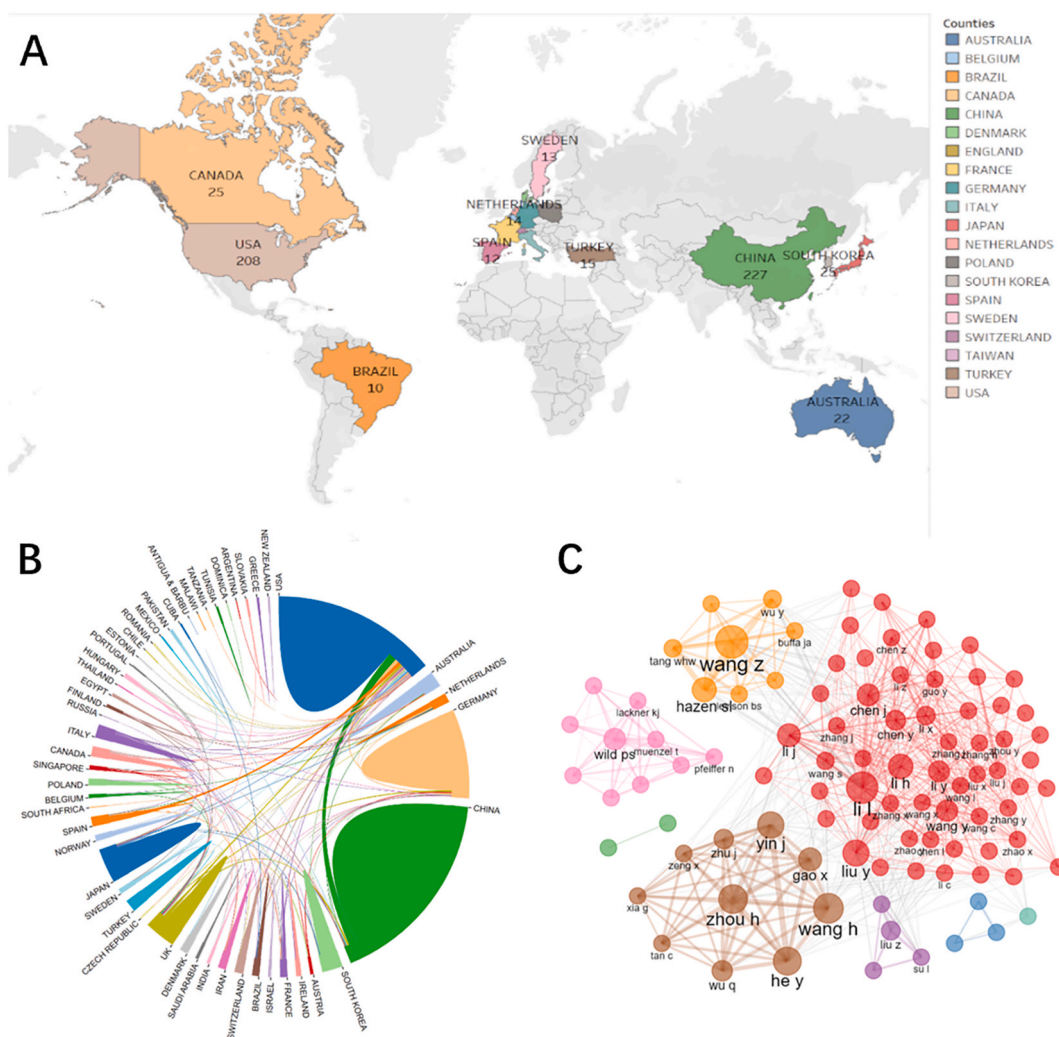 A
Counties
AUSTRALIA
BELGIUM
BRAZIL
CANADA
CHINA
DENMARK
ENGLAND
FRANCE
GERMANY
ITALY
JAPAN
NETHERLANDS
POLAND
SOUTH KOREA
SPAIN
SWEDEN
SWITZERLAND
TAIWAN
TURKEY
USA
CANADA
25
USA
208
BRAZIL
10
SWEDEN
13
NETHERLANDS
14
SPAIN
12
TURKEY
15
CHINA
227
SOUTH KOREA
25
AUSTRALIA
22
B
USA
AUSTRALIA
NETHERLANDS
GERMANY
CHINA
SOUTH KOREA
AUSTRIA
IRELAND
FRANCE
ISRAEL
BRAZIL
SWITZERLAND
IRAN
INDIA
SAUDI ARABIA
DENMARK
UK
CZECH REPUBLIC
TURKEY
SWEDEN
JAPAN
NORWAY
SPAIN
SOUTH AFRICA
BELGIUM
POLAND
SINGAPORE
CANADA
ITALY
RUSSIA
FINLAND
EGYPT
THAILAND
HUNGARY
PORTUGAL
ESTONIA
CHILE
ROMANIA
MEXICO
PAKISTAN
CUBA
MALAWI
ANTIGUA & BARBU
TANZANIA
TUNISIA
DOMINICA
ARGENTINA
SLOVAKIA
GREECE
NEW ZEALAND
C
wu y
buffa ja
tang whw
wang z
hazen sl
lackner kj
wild ps
muenzel t
pfeiffer n
chen z
li z
guo y
chen j
chen y
li x
zhang j
zhou y
li j
wang s
li h
li y
liu x
liu j
wang l
li l
zhang x
wang x
wang y
wang c
zhang y
liu y
chen l
zhao x
li c
yin j
zhu j
zeng x
gao x
xia g
zhou h
wang h
tan c
wu q
he y
liu z
su l